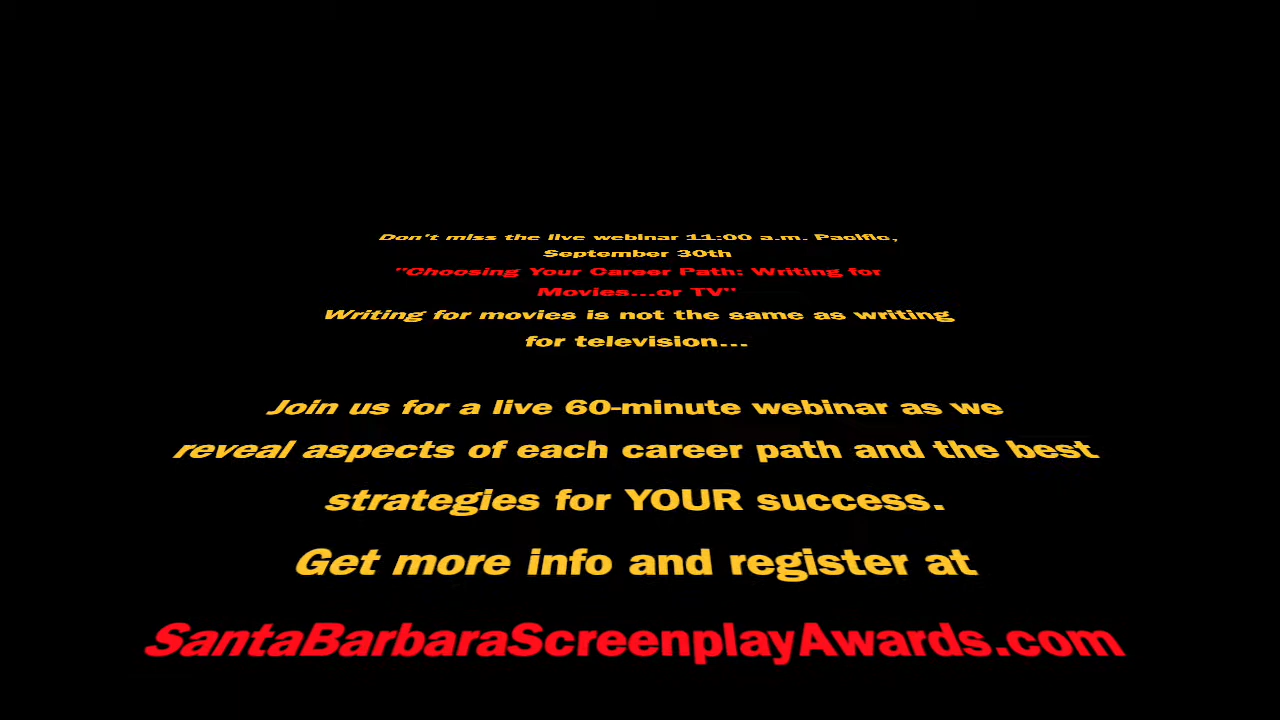 Don't miss the live webinar 11:00 a.m. Pacific,
September 30th
"Choosing Your Career Path: Writing for
Movies...or TV"
Writing for movies is not the same as writing
for television...
Join us for a live 60-minute webinar as we
reveal aspects of each career path and the best
strategies for YOUR success.
Get more info and register at
SantaBarbaraScreenplayAwards.com